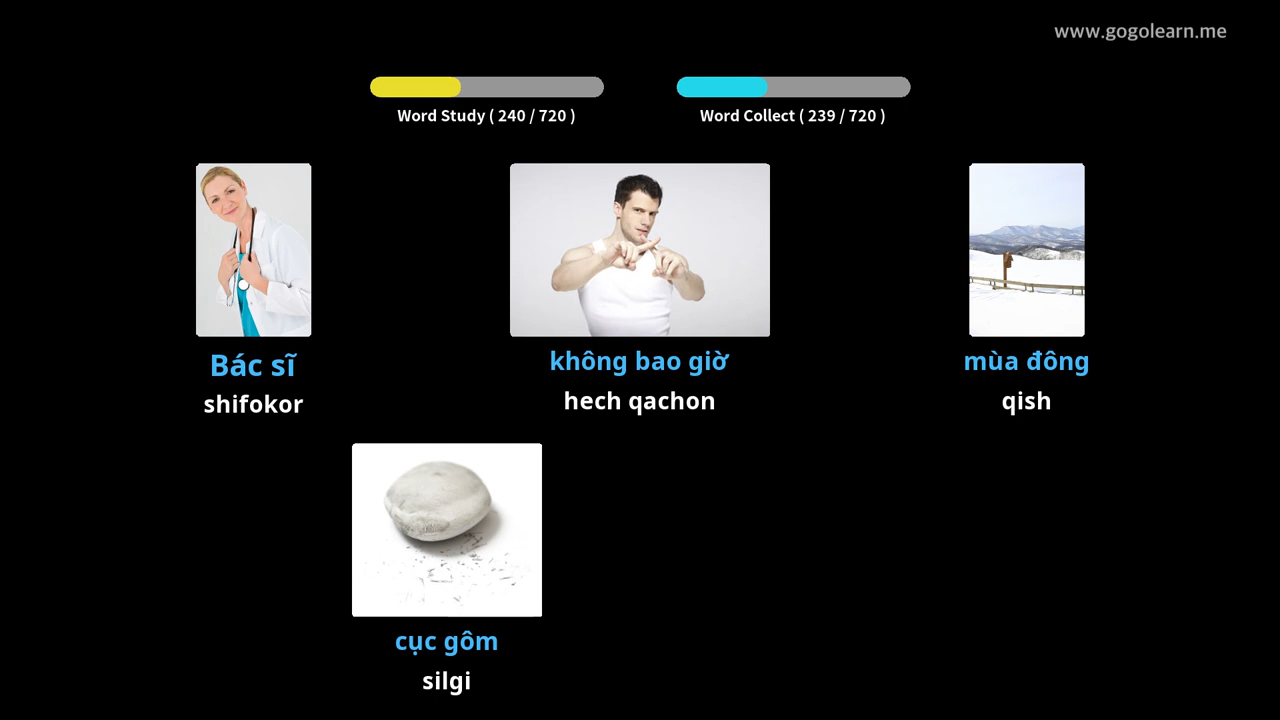 www.gogolearn.me
Word Study ( 240 / 720 )
Word Collect ( 239 / 720 )
Bác sĩ
shifokor
không bao giờ
hech qachon
mùa đông
qish
cục gôm
silgi